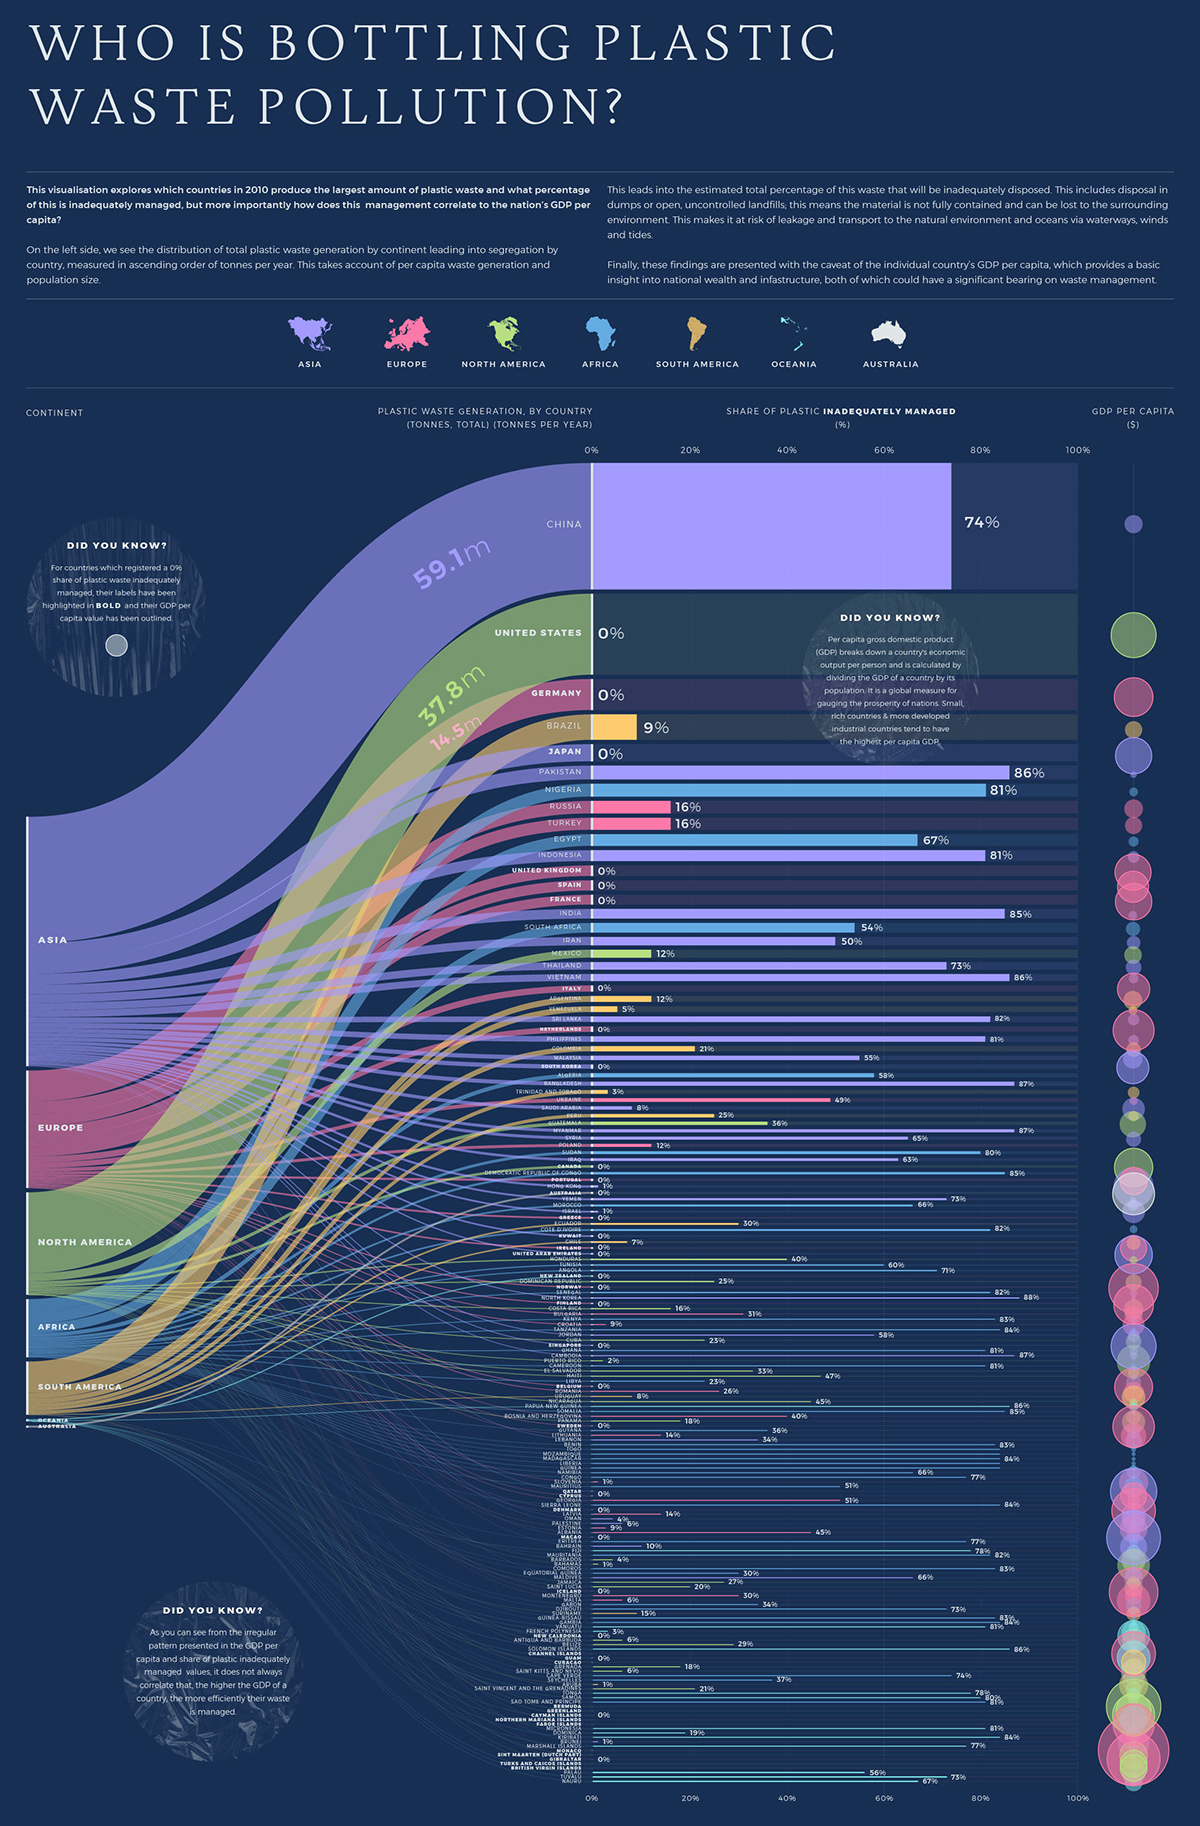 WHO IS BOTTLING PLASTIC
WASTE POLLUTION?
This visualisation explores which countries in 2010 produce the largest amount of plastic waste and what percentage
of this is inadequately managed, but more importantly how does this management correlate to the nation's GDP per
capita?
On the left side, we see the distribution of total plastic waste generation by continent leading into segregation by
country, measured in ascending order of tonnes per year. This takes account of per capita waste generation and
population size.
This leads into the estimated total percentage of this waste that will be inadequately disposed. This includes disposal in
dumps or open, uncontrolled landfills; this means the material is not fully contained and can be lost to the surrounding
environment. This makes it at risk of leakage and transport to the natural environment and oceans via waterways, winds
and tides.
Finally, these findings are presented with the caveat of the individual country's GDP per capita, which provides a basic
insight into national wealth and infastructure, both of which could have a significant bearing on waste management.
ASIA
EUROPE
NORTH AMERICA
AFRICA
SOUTH AMERICA
OCEANIA
AUSTRALIA
CONTINENT
PLASTIC WASTE GENERATION, BY COUNTRY
(TONNES, TOTAL) (TONNES PER YEAR)
SHARE OF PLASTIC INADEQUATELY MANAGED
(%)
GDP PER CAPITA
($)
0% 20% 40% 60% 80% 100%
DID YOU KNOW?
For countries which registered a 0%
share of plastic waste inadequately
managed, their labels have been
highlighted in BOLD and their GDP per
capita value has been outlined.
59.1m
37.8m
14.5m
DID YOU KNOW?
Per capita gross domestic product
(GDP) breaks down a country's economic
output per person and is calculated by
dividing the GDP of a country by its
population. It is a global measure for
gauging the prosperity of nations. Small,
rich countries & more developed
industrial countries tend to have
the highest per capita GDP.
ASIA
EUROPE
NORTH AMERICA
AFRICA
SOUTH AMERICA
OCEANIA
AUSTRALIA
CHINA 74%
UNITED STATES 0%
GERMANY 0%
BRAZIL 9%
JAPAN 0%
PAKISTAN 86%
NIGERIA 81%
RUSSIA 16%
TURKEY 16%
EGYPT 67%
INDONESIA 81%
UNITED KINGDOM 0%
SPAIN 0%
FRANCE 0%
INDIA 85%
SOUTH AFRICA 54%
IRAN 50%
MEXICO 12%
THAILAND 73%
VIETNAM 86%
ITALY 0%
ARGENTINA 12%
VENEZUELA 5%
SRI LANKA 82%
NETHERLANDS 0%
PHILIPPINES 81%
COLOMBIA 21%
MALAYSIA 55%
SOUTH KOREA 0%
ALGERIA 58%
BANGLADESH 87%
TRINIDAD AND TOBAGO 3%
UKRAINE 49%
SAUDI ARABIA 8%
PERU 25%
GUATEMALA 36%
MYANMAR 87%
SYRIA 65%
POLAND 12%
SUDAN 80%
IRAQ 63%
CANADA 0%
DEMOCRATIC REPUBLIC OF CONGO 85%
PORTUGAL 0%
HONG KONG 1%
AUSTRALIA 0%
YEMEN 73%
MOROCCO 66%
ISRAEL 1%
GREECE 0%
ECUADOR 30%
COTE D'IVOIRE 82%
KUWAIT 0%
CHILE 7%
IRELAND 0%
UNITED ARAB EMIRATES 0%
HONDURAS 40%
TUNISIA 60%
ANGOLA 71%
NEW ZEALAND 0%
DOMINICAN REPUBLIC 25%
NORWAY 0%
SENEGAL 82%
NORTH KOREA 88%
FINLAND 0%
COSTA RICA 16%
BULGARIA 31%
KENYA 83%
CROATIA 9%
TANZANIA 84%
JORDAN 58%
CUBA 23%
SINGAPORE 0%
GHANA 81%
CAMBODIA 87%
PUERTO RICO 2%
CAMEROON 81%
EL SALVADOR 33%
HAITI 47%
LIBYA 23%
BELGIUM 0%
ROMANIA 26%
URUGUAY 8%
NICARAGUA 45%
PAPUA NEW GUINEA 86%
SOMALIA 85%
BOSNIA AND HERZEGOVINA 40%
PANAMA 18%
SWEDEN 0%
GUYANA 36%
LITHUANIA 14%
LEBANON 34%
BENIN 83%
TOGO
MOZAMBIQUE
MADAGASCAR 84%
LIBERIA
GUINEA
NAMIBIA 66%
CONGO 77%
SLOVENIA 1%
MAURITIUS 51%
QATAR 0%
CYPRUS
GEORGIA 51%
SIERRA LEONE 84%
DENMARK 0%
LATVIA 14%
OMAN 4%
PALESTINE 6%
ESTONIA 9%
ALBANIA 45%
MACAO 0%
ERITREA 77%
BAHRAIN 10%
FIJI 78%
MAURITANIA 82%
BARBADOS 4%
BAHAMAS 1%
COMOROS 83%
EQUATORIAL GUINEA 30%
MALDIVES 66%
JAMAICA 27%
SAINT LUCIA 20%
ICELAND 0%
MONTENEGRO 30%
MALTA 6%
GABON 34%
DJIBOUTI 73%
SURINAME 15%
GUINEA-BISSAU 83%
GAMBIA 84%
VANUATU 81%
FRENCH POLYNESIA 3%
NEW CALEDONIA 0%
ANTIGUA AND BARBUDA 6%
BELIZE 29%
SOLOMON ISLANDS 86%
CHANNEL ISLANDS
GUAM 0%
CURACAO
GRENADA 18%
SAINT KITTS AND NEVIS 6%
CAPE VERDE 74%
SEYCHELLES 37%
ARUBA 1%
SAINT VINCENT AND THE GRENADINES 21%
TONGA 78%
SAMOA 80%
SAO TOME AND PRINCIPE 81%
BERMUDA
GREENLAND
CAYMAN ISLANDS 0%
NORTHERN MARIANA ISLANDS
FAROE ISLANDS
MICRONESIA 81%
DOMINICA 19%
KIRIBATI 84%
BRUNEI 1%
MARSHALL ISLANDS 77%
MONACO
SINT MAARTEN (DUTCH PART)
GIBRALTAR 0%
TURKS AND CAICOS ISLANDS
BRITISH VIRGIN ISLANDS
PALAU 56%
TUVALU 73%
NAURU 67%
0% 20% 40% 60% 80% 100%
DID YOU KNOW?
As you can see from the irregular
pattern presented in the GDP per
capita and share of plastic inadequately
managed values, it does not always
correlate that, the higher the GDP of a
country, the more efficiently their waste
is managed.